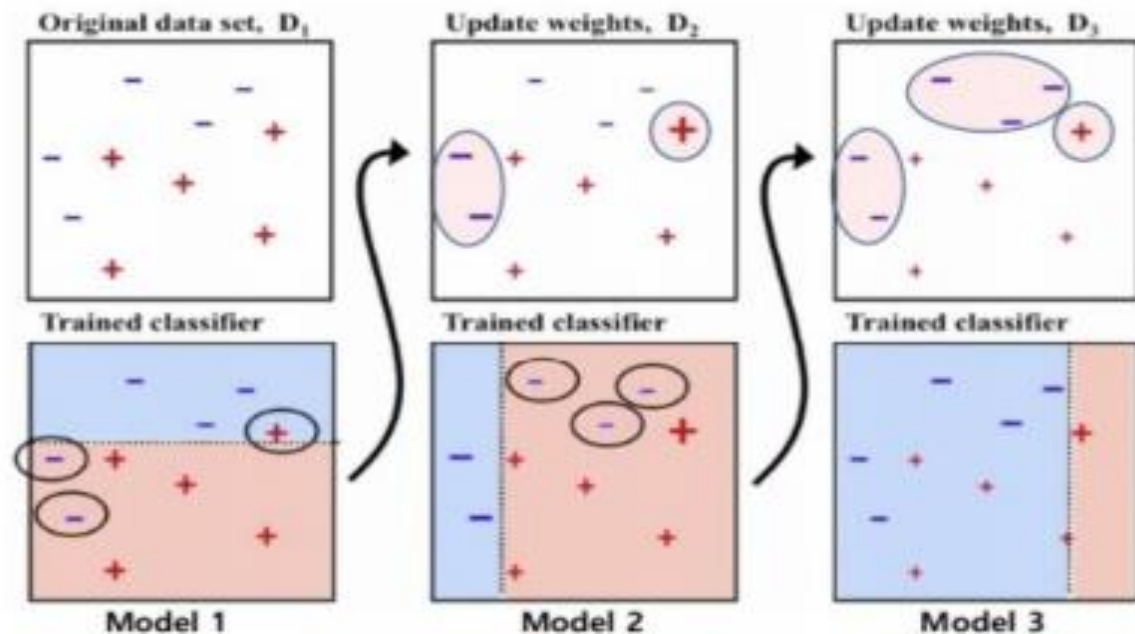 Original data set, D₁
Update weights, D₂
Update weights, D₃
Trained classifier
Trained classifier
Trained classifier
Model 1
Model 2
Model 3